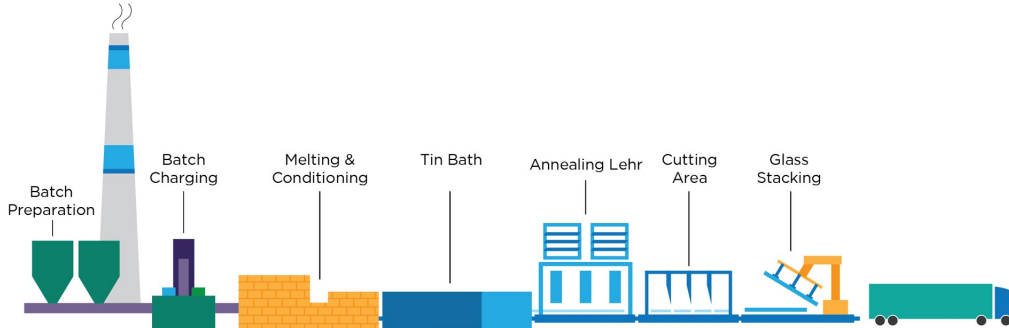 Batch
Preparation
Batch
Charging
Melting &
Conditioning
Tin Bath
Annealing Lehr
Cutting
Area
Glass
Stacking